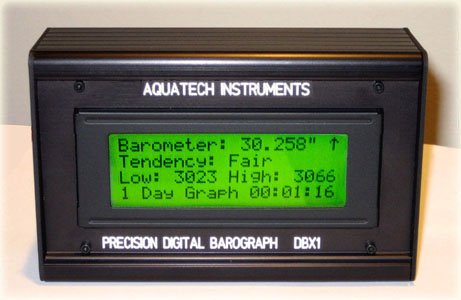 AQUATECH INSTRUMENTS
Barometer: 30.258" ↑
Tendency: Fair
Low: 3023 High: 3066
1 Day Graph 00:01:16
PRECISION DIGITAL BAROGRAPH DBX1